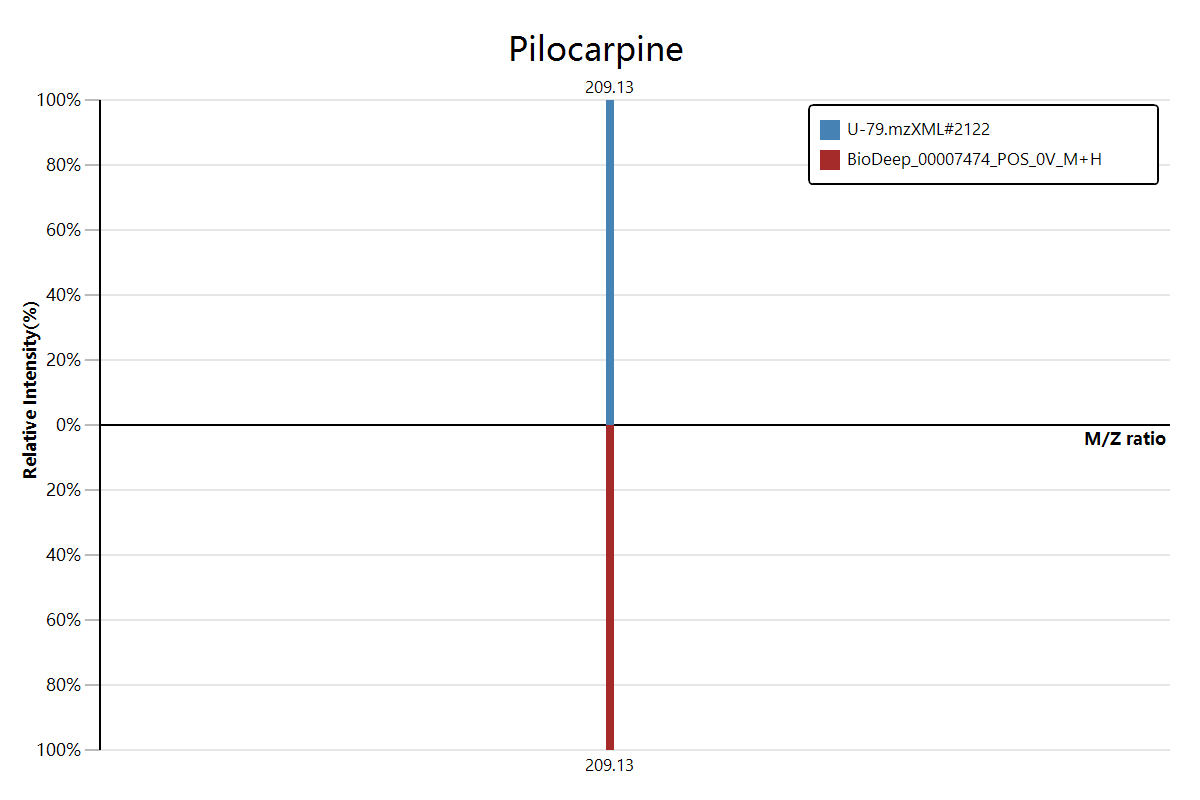 Pilocarpine
209.13
U-79.mzXML#2122
BioDeep_00007474_POS_0V_M+H
100%
80%
60%
40%
20%
0%
20%
40%
60%
80%
100%
Relative Intensity(%)
M/Z ratio
209.13